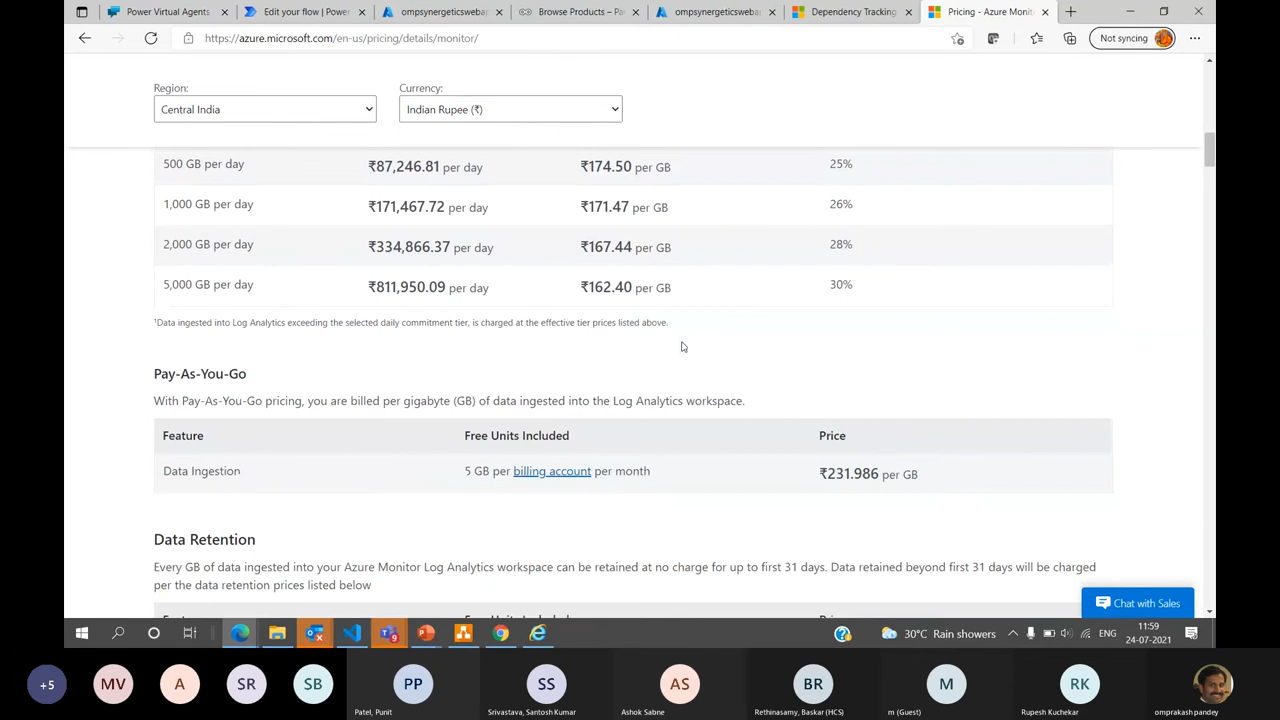 Power Virtual Agents
Edit your flow | Power
ompsynergeticsweba
Browse Products – Pa
ompsynergeticsweba
Dependency Tracking
Pricing - Azure Monit
https://azure.microsoft.com/en-us/pricing/details/monitor/
Not syncing
Region:
Currency:
Central India
Indian Rupee (₹)
500 GB per day ₹87,246.81 per day ₹174.50 per GB 25%
1,000 GB per day ₹171,467.72 per day ₹171.47 per GB 26%
2,000 GB per day ₹334,866.37 per day ₹167.44 per GB 28%
5,000 GB per day ₹811,950.09 per day ₹162.40 per GB 30%
¹Data ingested into Log Analytics exceeding the selected daily commitment tier, is charged at the effective tier prices listed above.
Pay-As-You-Go
With Pay-As-You-Go pricing, you are billed per gigabyte (GB) of data ingested into the Log Analytics workspace.
Feature Free Units Included Price
Data Ingestion 5 GB per billing account per month ₹231.986 per GB
Data Retention
Every GB of data ingested into your Azure Monitor Log Analytics workspace can be retained at no charge for up to first 31 days. Data retained beyond first 31 days will be charged
per the data retention prices listed below
Chat with Sales
30°C Rain showers
ENG
11:59
24-07-2021
+5
MV
A
SR
SB
PP
SS
AS
BR
M
RK
Patel, Punit
Srivastava, Santosh Kumar
Ashok Sabne
Rethinasamy, Baskar (HCS)
m (Guest)
Rupesh Kuchekar
omprakash pandey